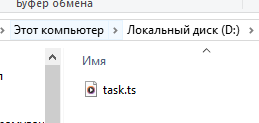 Буфер обмена
Этот компьютер › Локальный диск (D:) ›
Имя
task.ts